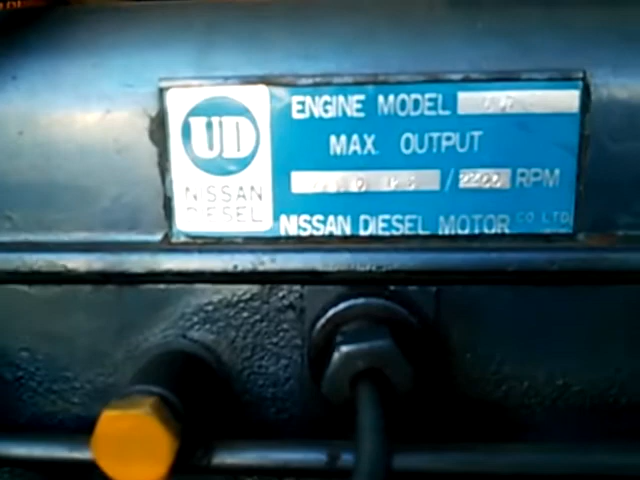 UD
NISSAN
DIESEL
ENGINE MODEL
MAX. OUTPUT
/ 2200 RPM
NISSAN DIESEL MOTOR CO LTD